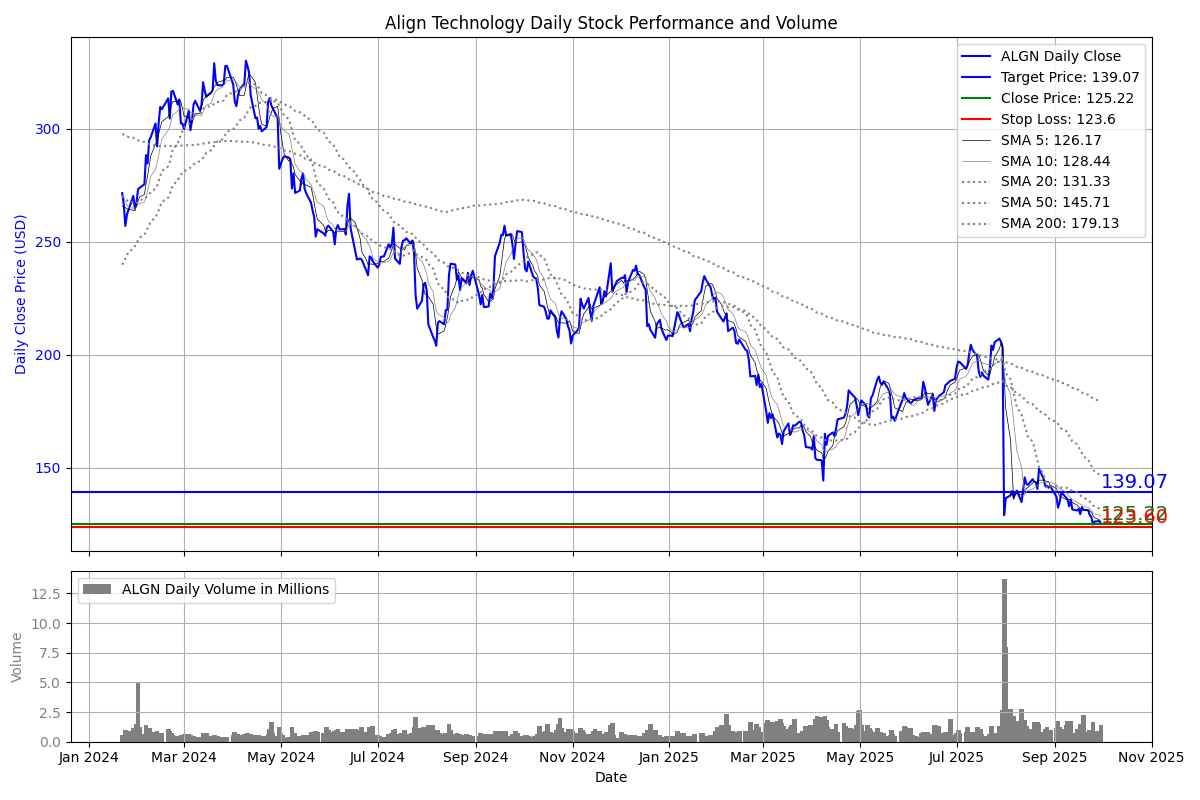 Align Technology Daily Stock Performance and Volume
ALGN Daily Close
Target Price: 139.07
Close Price: 125.22
Stop Loss: 123.6
SMA 5: 126.17
SMA 10: 128.44
SMA 20: 131.33
SMA 50: 145.71
SMA 200: 179.13
Daily Close Price (USD)
300
250
200
150
139.07
125.22
123.60
ALGN Daily Volume in Millions
Volume
12.5
10.0
7.5
5.0
2.5
0.0
Jan 2024 Mar 2024 May 2024 Jul 2024 Sep 2024 Nov 2024 Jan 2025 Mar 2025 May 2025 Jul 2025 Sep 2025 Nov 2025
Date